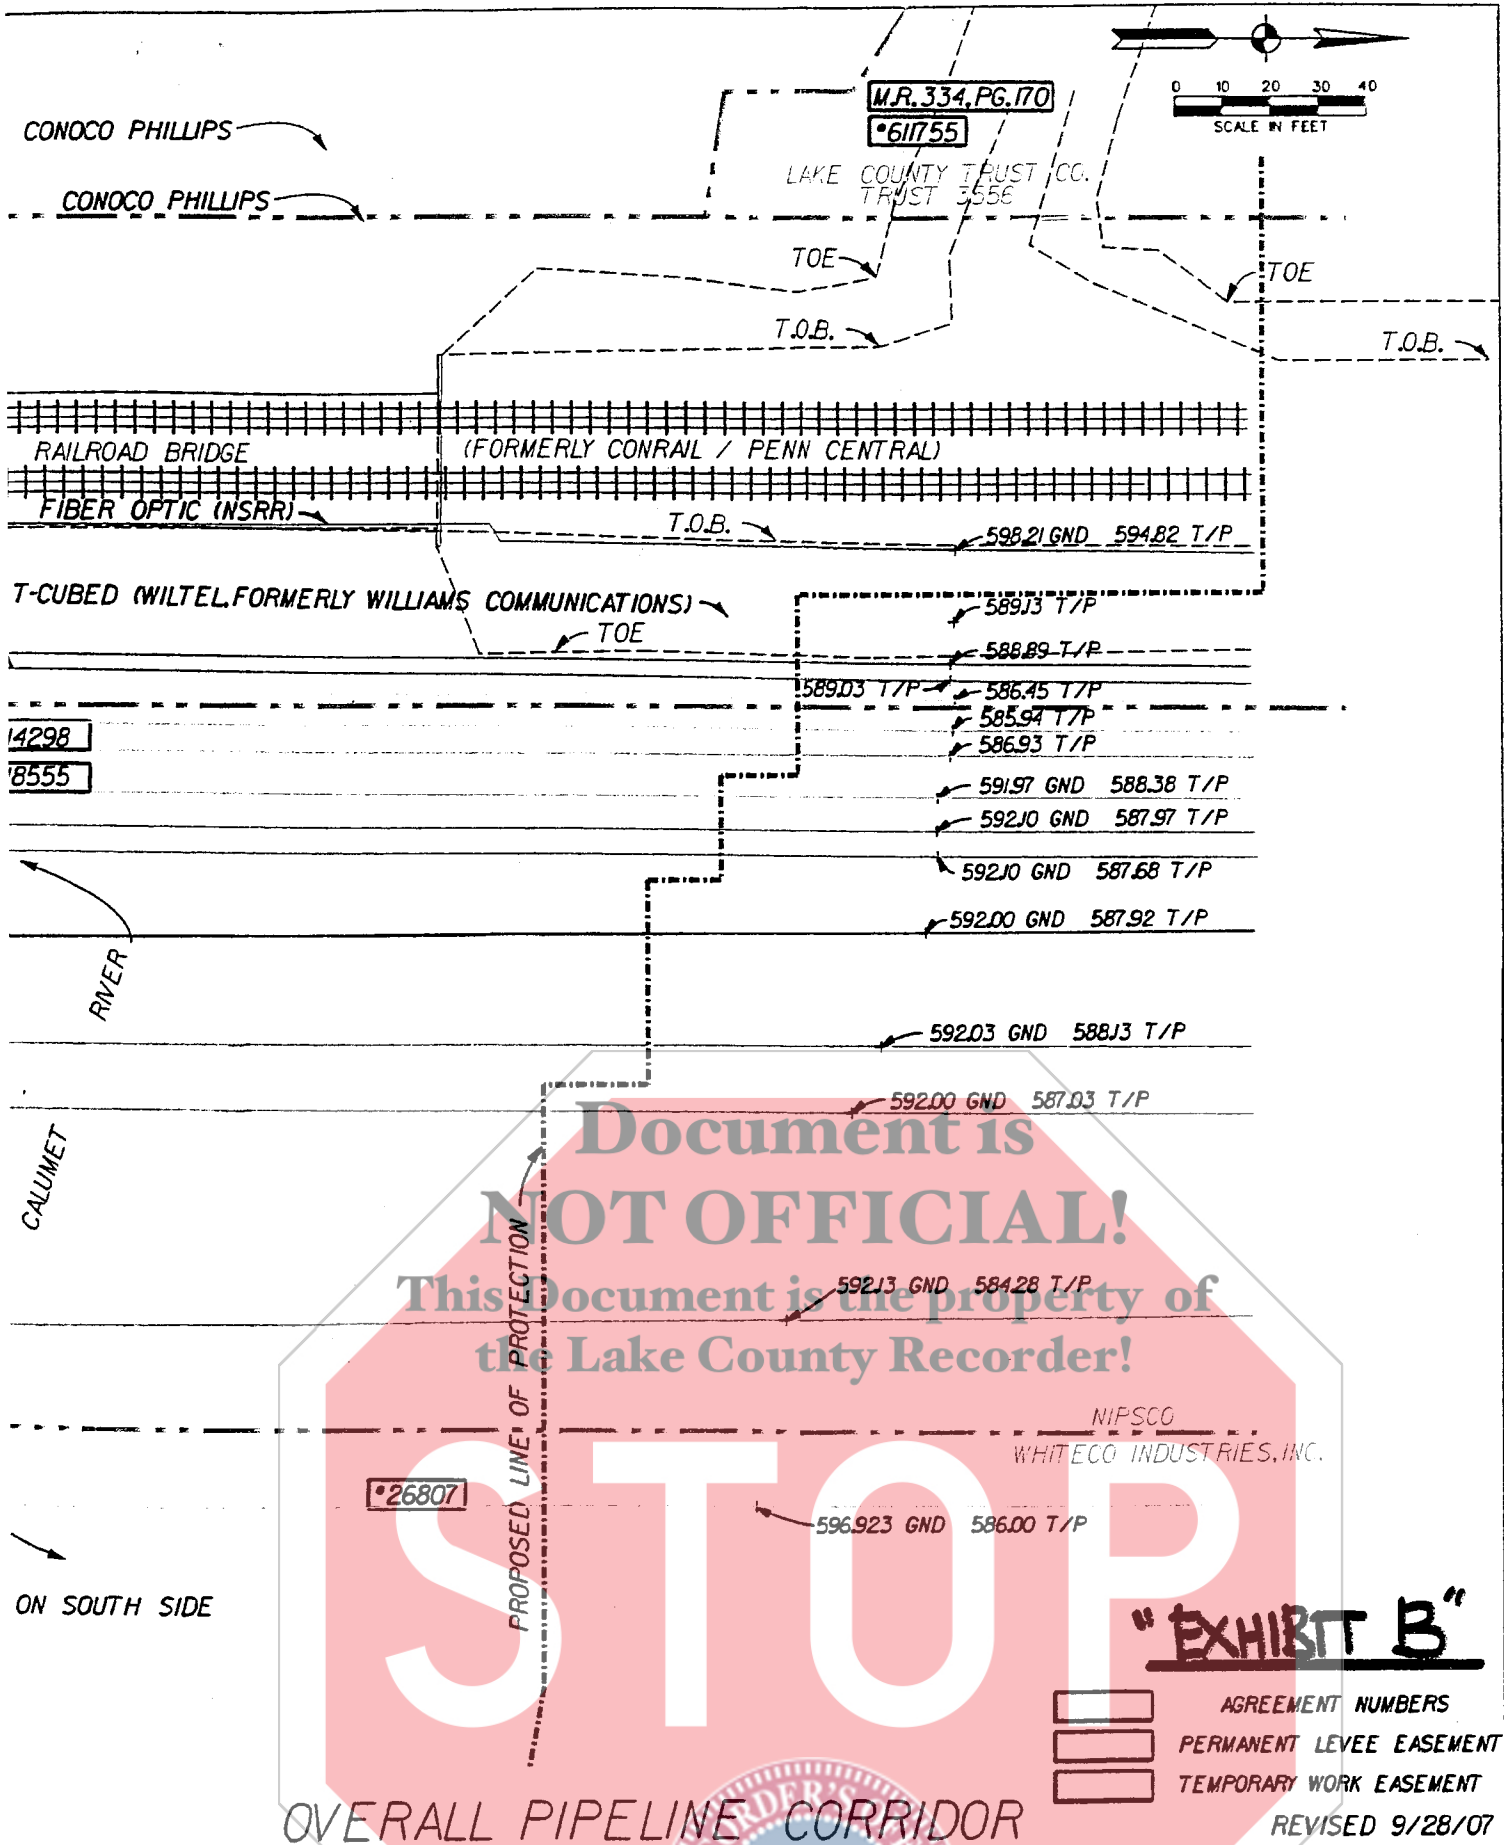 0 10 20 30 40
SCALE IN FEET
M.R. 334, PG. 170
*611755
CONOCO PHILLIPS
LAKE COUNTY TRUST CO.
TRUST 3556
CONOCO PHILLIPS
TOE
TOE
T.O.B.
T.O.B.
RAILROAD BRIDGE
(FORMERLY CONRAIL / PENN CENTRAL)
FIBER OPTIC (NSRR)
T.O.B.
598.21 GND 594.82 T/P
T-CUBED (WILTEL, FORMERLY WILLIAMS COMMUNICATIONS)
589.13 T/P
TOE
588.89 T/P
589.03 T/P
586.45 T/P
585.94 T/P
14298
586.93 T/P
18555
591.97 GND 588.38 T/P
592.10 GND 587.97 T/P
592.10 GND 587.68 T/P
592.00 GND 587.92 T/P
RIVER
592.03 GND 588.13 T/P
592.00 GND 587.03 T/P
CALUMET
Document is
NOT OFFICIAL!
This Document is the property of
the Lake County Recorder!
592.13 GND 584.28 T/P
PROPOSED LINE OF PROTECTION
NIPSCO
WHITECO INDUSTRIES, INC.
STOP
*26807
596.923 GND 586.00 T/P
ON SOUTH SIDE
"EXHIBIT B"
AGREEMENT NUMBERS
PERMANENT LEVEE EASEMENT
TEMPORARY WORK EASEMENT
REVISED 9/28/07
OVERALL PIPELINE CORRIDOR